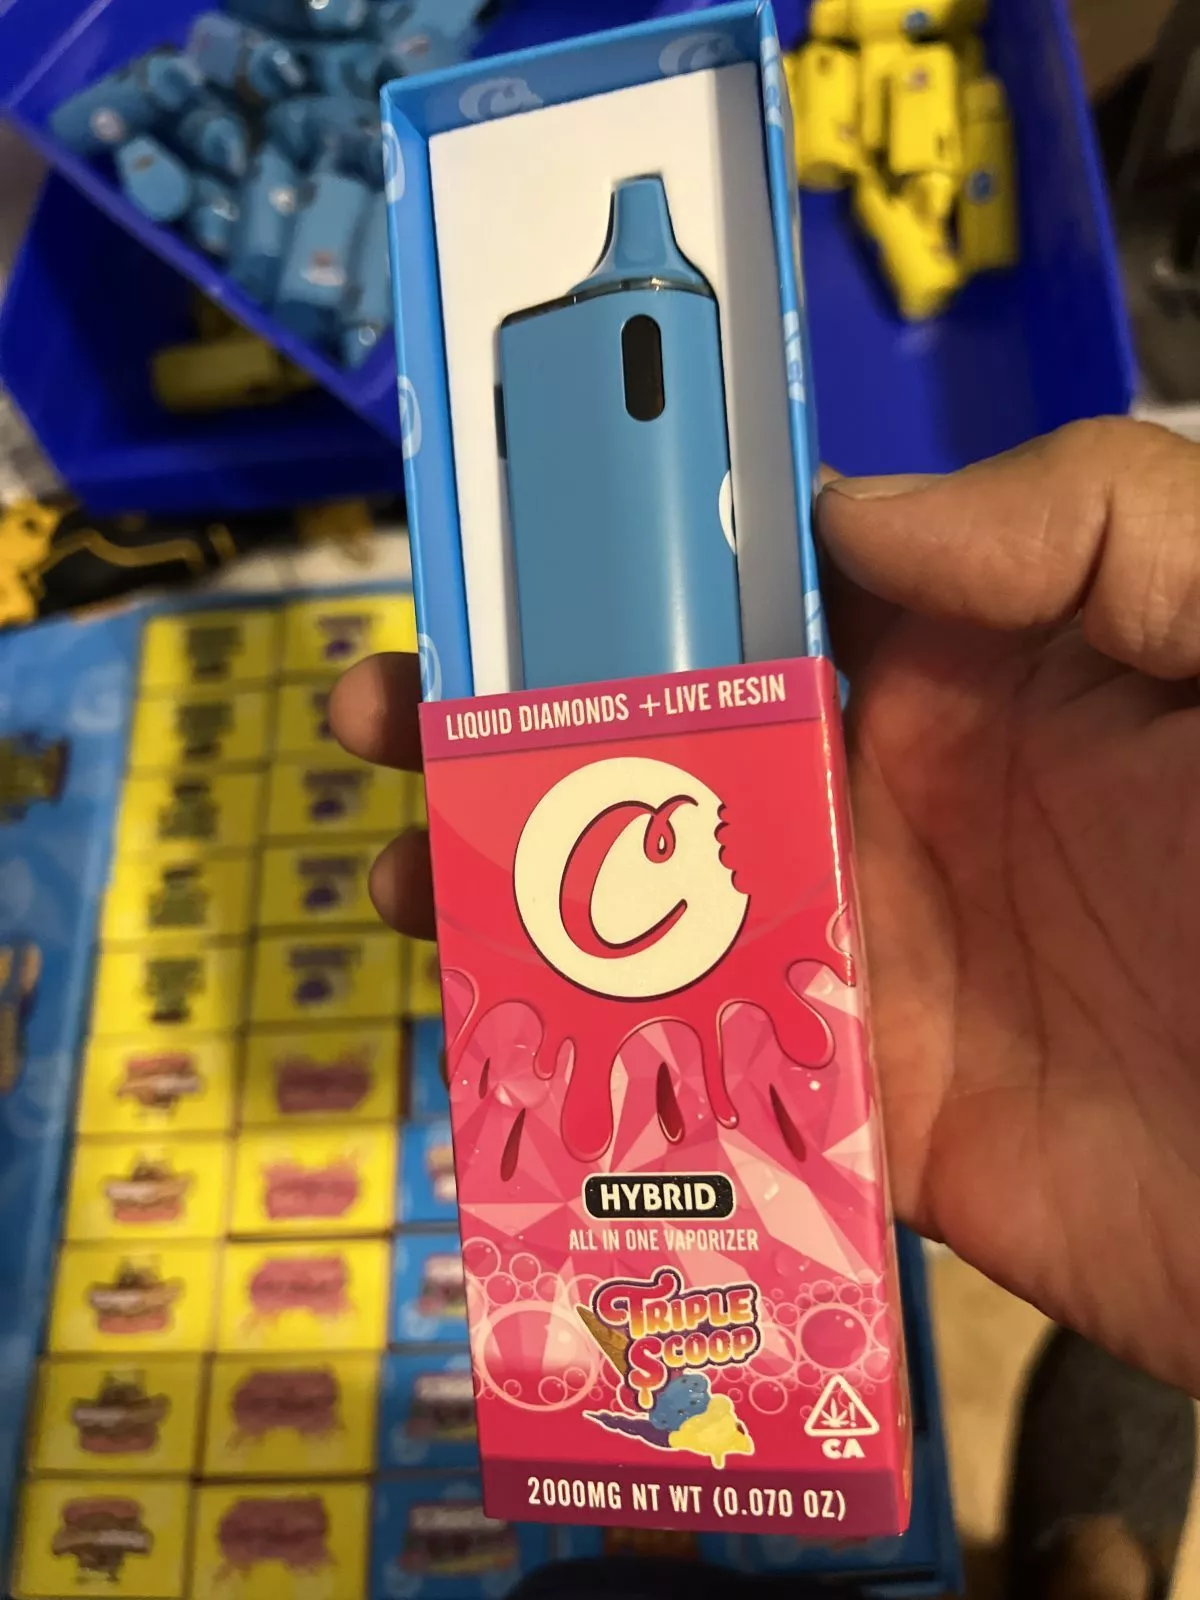 LIQUID DIAMONDS + LIVE RESIN
C
HYBRID
ALL IN ONE VAPORIZER
TRIPLE
SCOOP
CA
2000MG NT WT (0.070 OZ)